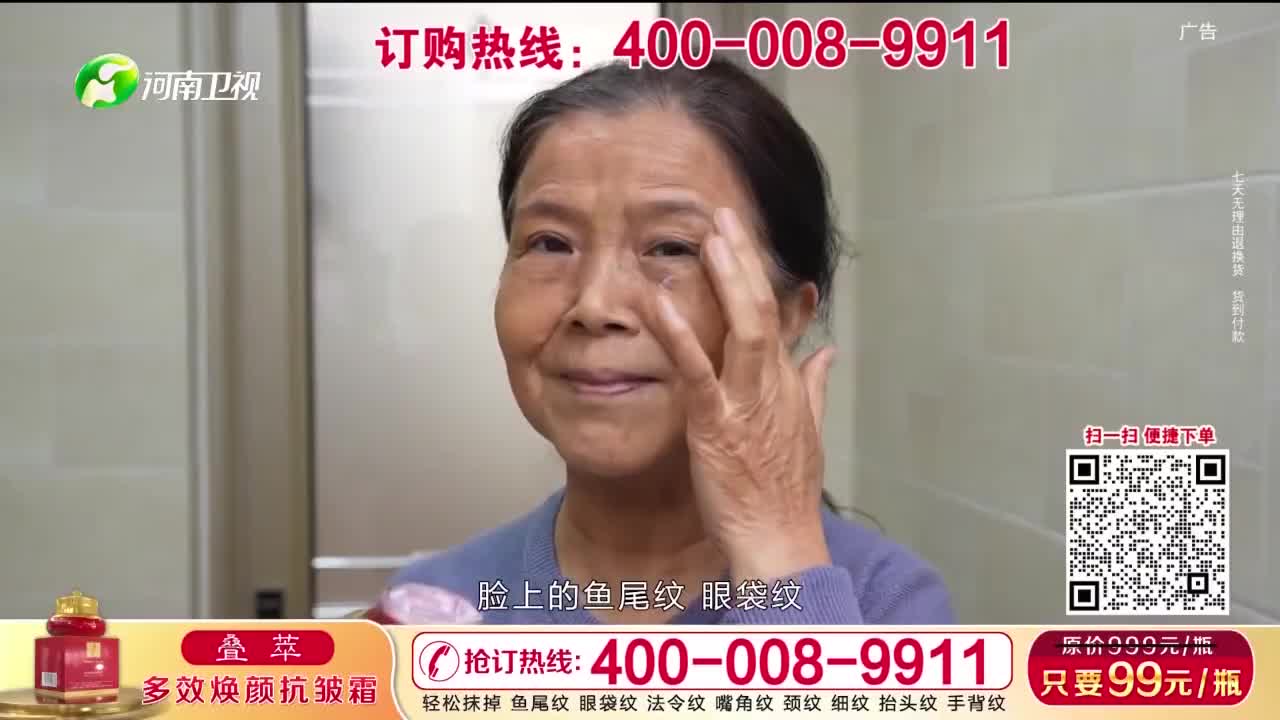 订购热线：400-008-9911
广告
河南卫视
七天无理由退换货 货到付款
扫一扫 便捷下单
脸上的鱼尾纹 眼袋纹
叠萃
多效焕颜抗皱霜
抢订热线：400-008-9911
轻松抹掉 鱼尾纹 眼袋纹 法令纹 嘴角纹 颈纹 细纹 抬头纹 手背纹
原价999元/瓶
只要99元/瓶